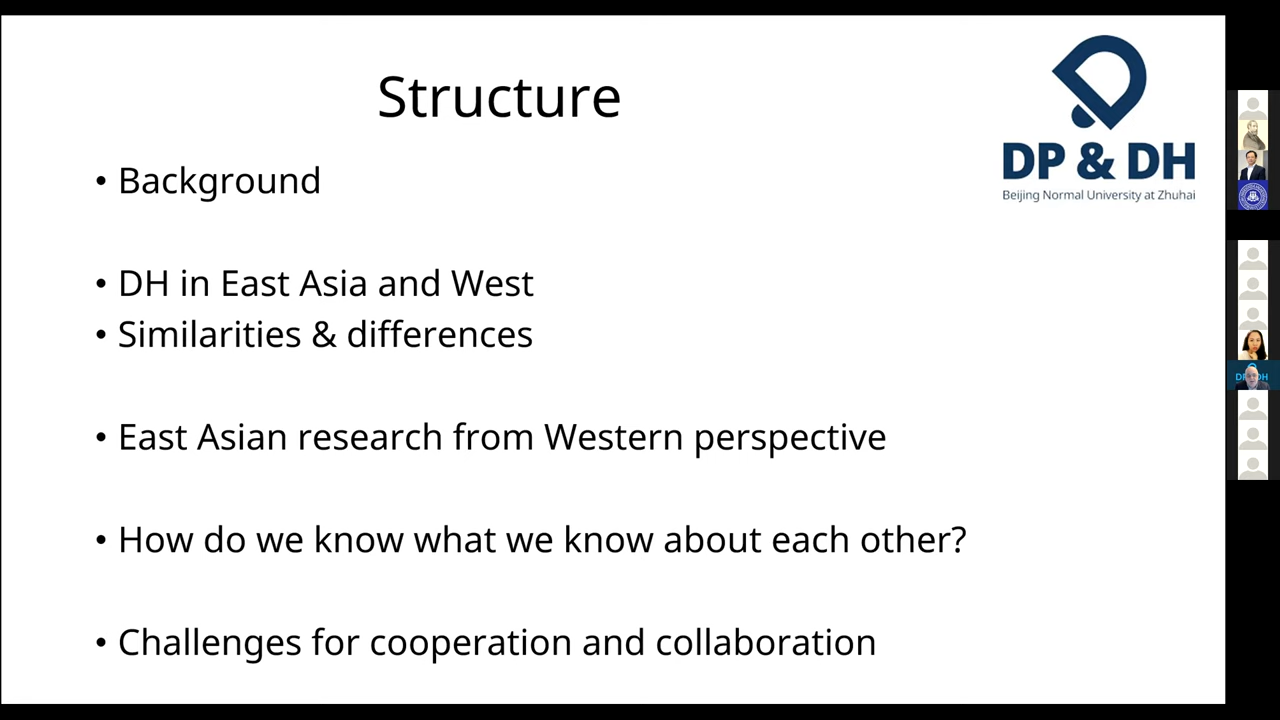 Structure
DP & DH
Beijing Normal University at Zhuhai
• Background
• DH in East Asia and West
• Similarities & differences
• East Asian research from Western perspective
• How do we know what we know about each other?
• Challenges for cooperation and collaboration